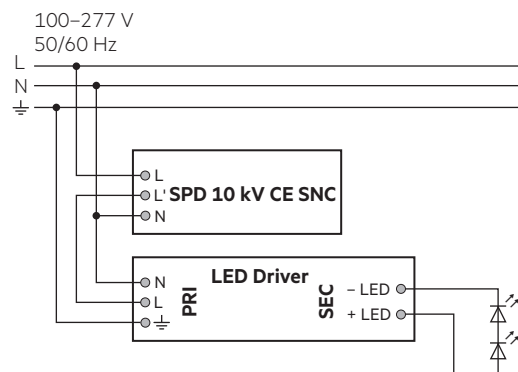 100–277 V
50/60 Hz
L
N
L
L' SPD 10 kV CE SNC
N
LED Driver
N
L
PRI
SEC
– LED
+ LED